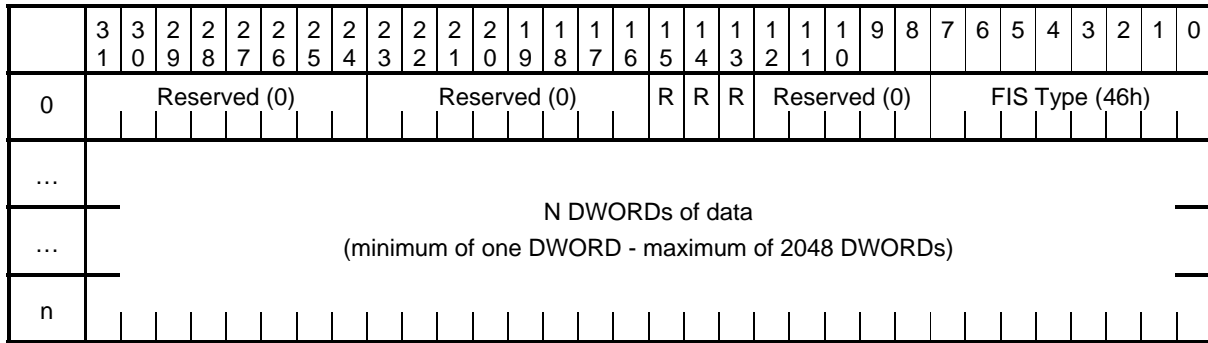 3 3 2 2 2 2 2 2 2 2 2 2 1 1 1 1 1 1 1 1 1 1 9 8 7 6 5 4 3 2 1 0
1 0 9 8 7 6 5 4 3 2 1 0 9 8 7 6 5 4 3 2 1 0
0 Reserved (0) Reserved (0) R R R Reserved (0) FIS Type (46h)
…
N DWORDs of data
… (minimum of one DWORD - maximum of 2048 DWORDs)
n